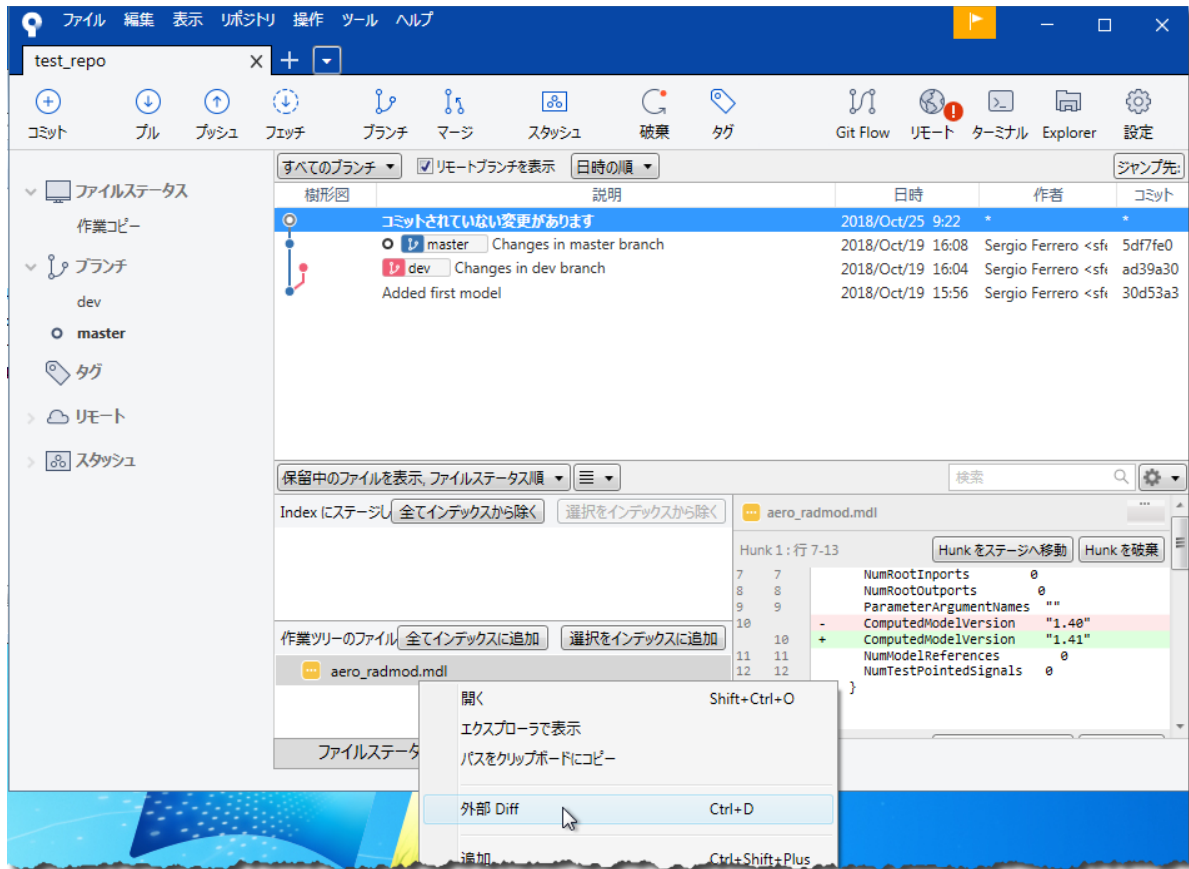 ファイル 編集 表示 リポジトリ 操作 ツール ヘルプ
test_repo
コミット プル プッシュ フェッチ ブランチ マージ スタッシュ 破棄 タグ Git Flow リモート ターミナル Explorer 設定
すべてのブランチ リモートブランチを表示 日時の順 ジャンプ先:
ファイルステータス
作業コピー
ブランチ
dev
master
タグ
リモート
スタッシュ
樹形図 説明 日時 作者 コミット
コミットされていない変更があります 2018/Oct/25 9:22 * *
master Changes in master branch 2018/Oct/19 16:08 Sergio Ferrero <sfe 5df7fe0
dev Changes in dev branch 2018/Oct/19 16:04 Sergio Ferrero <sfe ad39a30
Added first model 2018/Oct/19 15:56 Sergio Ferrero <sfe 30d53a3
保留中のファイルを表示, ファイルステータス順 検索
Index にステージし 全てインデックスから除く 選択をインデックスから除く
作業ツリーのファイル 全てインデックスに追加 選択をインデックスに追加
aero_radmod.mdl
ファイルステータ
aero_radmod.mdl
Hunk 1 : 行 7-13 Hunk をステージへ移動 Hunk を破棄
7 7 NumRootInports 0
8 8 NumRootOutports 0
9 9 ParameterArgumentNames ""
10 - ComputedModelVersion "1.40"
10 + ComputedModelVersion "1.41"
11 11 NumModelReferences 0
12 12 NumTestPointedSignals 0
}
開く Shift+Ctrl+O
エクスプローラで表示
パスをクリップボードにコピー
外部 Diff Ctrl+D
追加 Ctrl+Shift+Plus